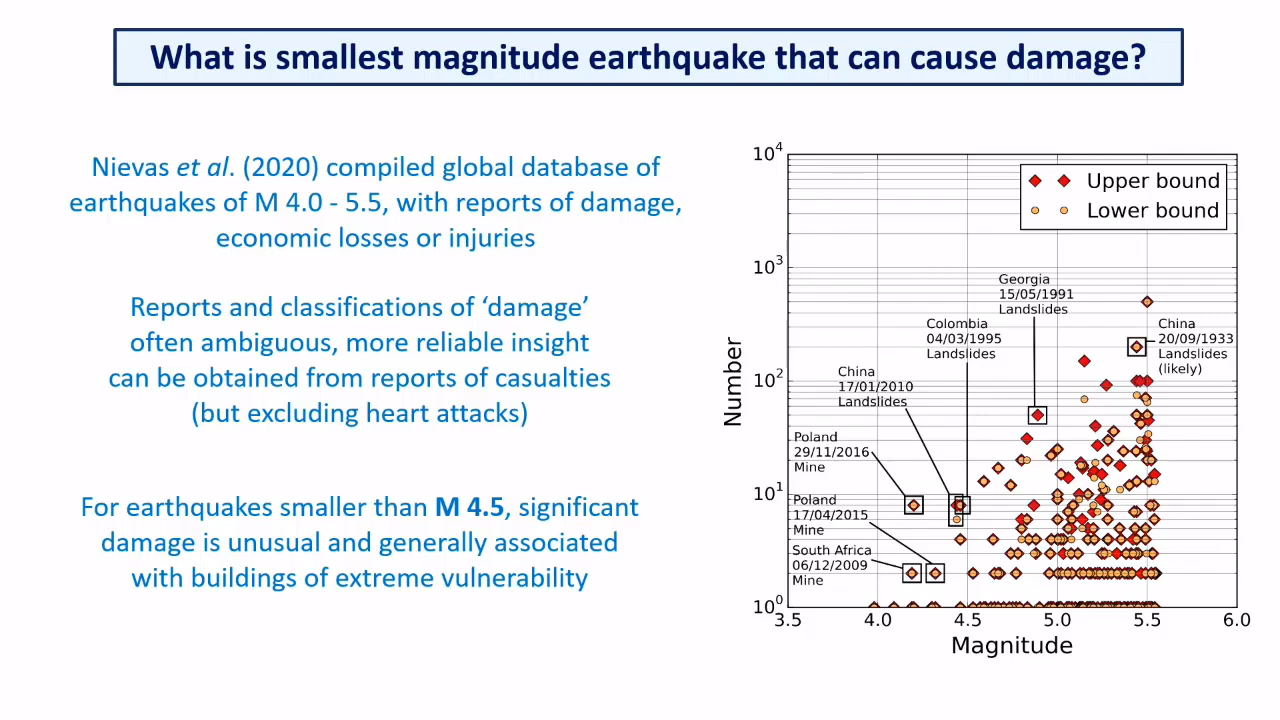 What is smallest magnitude earthquake that can cause damage?
Nievas et al. (2020) compiled global database of
earthquakes of M 4.0 - 5.5, with reports of damage,
economic losses or injuries
Reports and classifications of ‘damage’
often ambiguous, more reliable insight
can be obtained from reports of casualties
(but excluding heart attacks)
For earthquakes smaller than M 4.5, significant
damage is unusual and generally associated
with buildings of extreme vulnerability
10⁴
10³
10²
10¹
10⁰
Number
Upper bound
Lower bound
Georgia
15/05/1991
Landslides
Colombia
04/03/1995
Landslides
China
20/09/1933
Landslides
(likely)
China
17/01/2010
Landslides
Poland
29/11/2016
Mine
Poland
17/04/2015
Mine
South Africa
06/12/2009
Mine
3.5 4.0 4.5 5.0 5.5 6.0
Magnitude